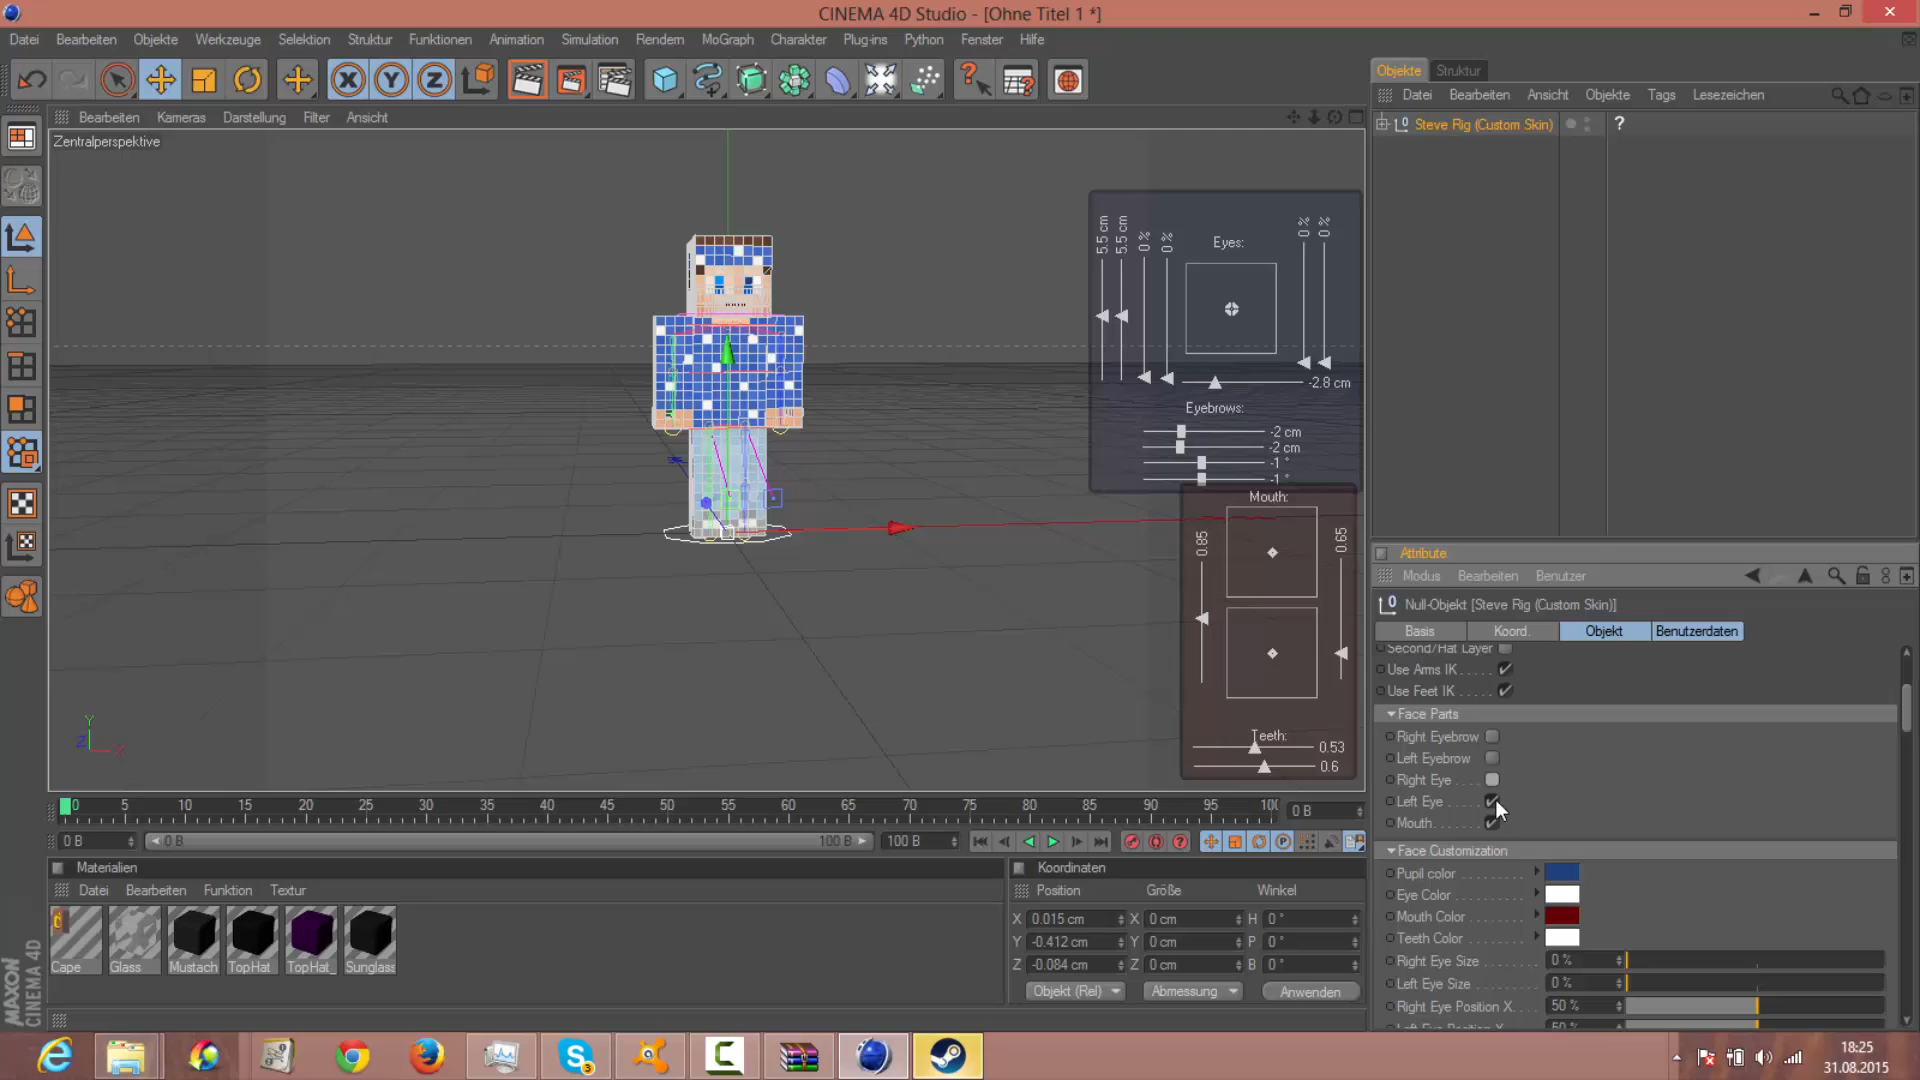 CINEMA 4D Studio - [Ohne Titel 1 *]
Datei Bearbeiten Objekte Werkzeuge Selektion Struktur Funktionen Animation Simulation Rendern MoGraph Charakter Plug-ins Python Fenster Hilfe
Objekte Struktur
Datei Bearbeiten Ansicht Objekte Tags Lesezeichen
Bearbeiten Kameras Darstellung Filter Ansicht
Steve Rig (Custom Skin) ?
Zentralperspektive
5.5 cm 5.5 cm 0 % 0 % Eyes: 0 % 0 %
-2.8 cm
Eyebrows:
-2 cm
-2 cm
-1 °
-1 °
Mouth:
0.85 0.65
Teeth:
0.53
0.6
Y
Z X
Attribute
Modus Bearbeiten Benutzer
Null-Objekt [Steve Rig (Custom Skin)]
Basis Koord. Objekt Benutzerdaten
Second/Hat Layer
Use Arms IK
Use Feet IK
Face Parts
Right Eyebrow
Left Eyebrow
Right Eye
Left Eye
Mouth
Face Customization
Pupil color
Eye Color
Mouth Color
Teeth Color
Right Eye Size 0 %
Left Eye Size 0 %
Right Eye Position X 50 %
Left Eye Position X 50 %
0 5 10 15 20 25 30 35 40 45 50 55 60 65 70 75 80 85 90 95 100 0 B
0 B 0 B 100 B 100 B
Materialien
Datei Bearbeiten Funktion Textur
Cape Glass Mustach TopHat TopHat_ Sunglass
Koordinaten
Position Größe Winkel
X 0.015 cm X 0 cm H 0 °
Y -0.412 cm Y 0 cm P 0 °
Z -0.084 cm Z 0 cm B 0 °
Objekt (Rel) Abmessung Anwenden
MAXON
CINEMA 4D
18:25
31.08.2015